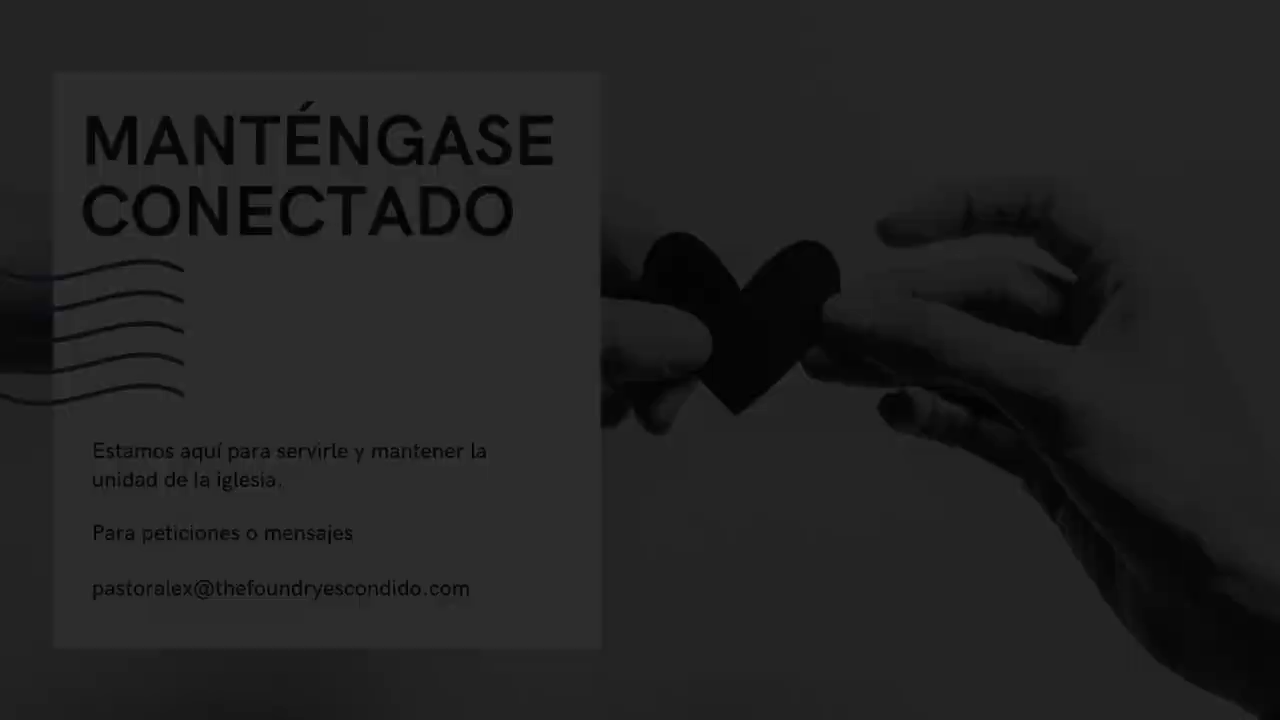 MANTÉNGASE
CONECTADO
Estamos aquí para servirle y mantener la
unidad de la iglesia.
Para peticiones o mensajes
pastoralex@thefoundryescondido.com